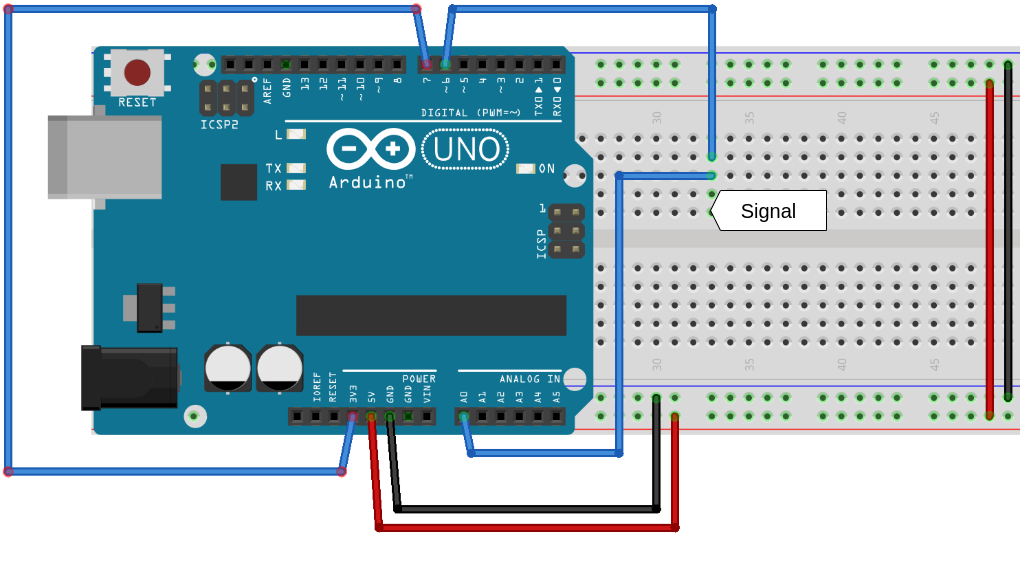 7
~6
~5
4
~3
2
TX0▶1
RX0◀0
AREF
GND
13
12
~11
~10
~9
8
RESET
ICSP2
DIGITAL (PWM=~)
30
35
40
45
L
TX
RX
UNO
Arduino™
ON
Signal
1
ICSP
30
35
40
45
POWER
ANALOG IN
IOREF
RESET
3V3
5V
GND
GND
VIN
A0
A1
A2
A3
A4
A5